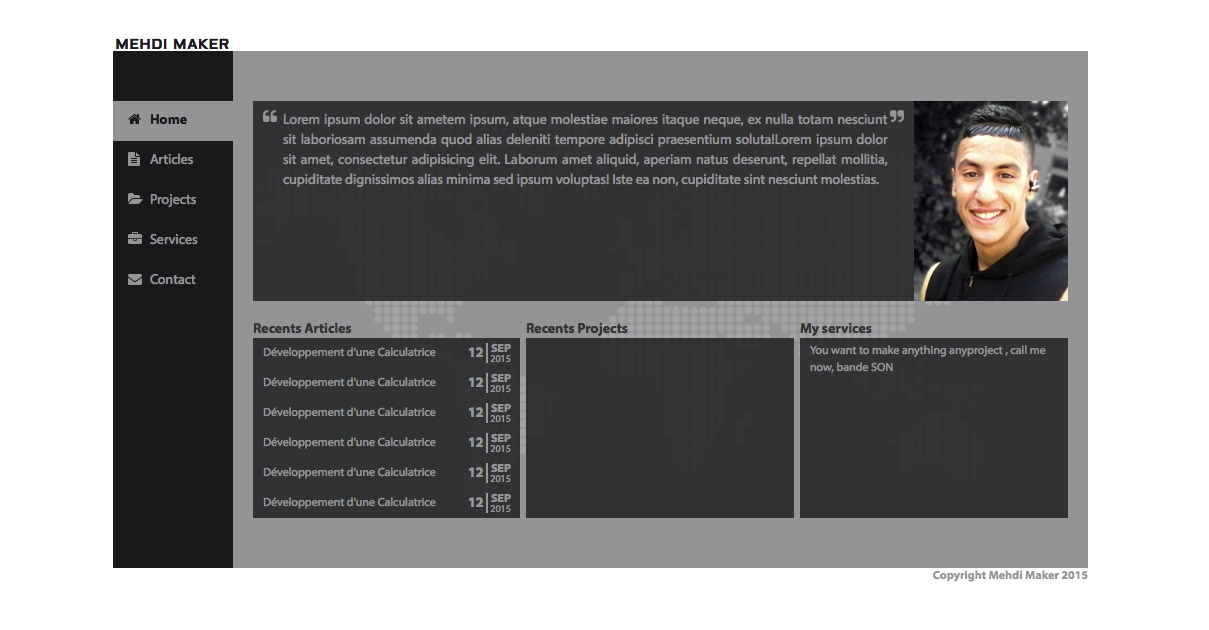 MEHDI MAKER
Home
Articles
Projects
Services
Contact
“ Lorem ipsum dolor sit ametem ipsum, atque molestiae maiores itaque neque, ex nulla totam nesciunt ”
sit laboriosam assumenda quod alias deleniti tempore adipisci praesentium soluta!Lorem ipsum dolor
sit amet, consectetur adipisicing elit. Laborum amet aliquid, aperiam natus deserunt, repellat mollitia,
cupiditate dignissimos alias minima sed ipsum voluptas! Iste ea non, cupiditate sint nesciunt molestias.
Recents Articles
Développement d'une Calculatrice 12 SEP 2015
Développement d'une Calculatrice 12 SEP 2015
Développement d'une Calculatrice 12 SEP 2015
Développement d'une Calculatrice 12 SEP 2015
Développement d'une Calculatrice 12 SEP 2015
Développement d'une Calculatrice 12 SEP 2015
Recents Projects
My services
You want to make anything anyproject , call me
now, bande SON
Copyright Mehdi Maker 2015